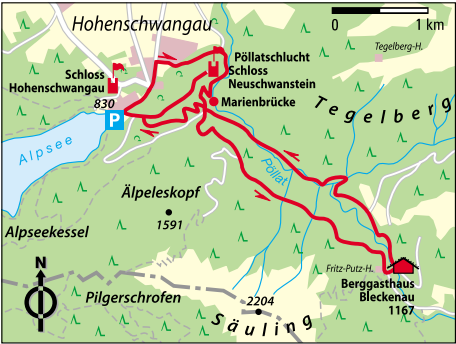 Hohenschwangau
0
1 km
Pöllatschlucht
Schloss
Neuschwanstein
Tegelberg-H.
Schloss
Hohenschwangau
830
Marienbrücke
Tegelberg
P
Alpsee
Pöllat
Älpeleskopf
1591
Alpseekessel
N
Fritz-Putz-H.
Berggasthaus
Bleckenau
1167
Pilgerschrofen
2204
Säuling